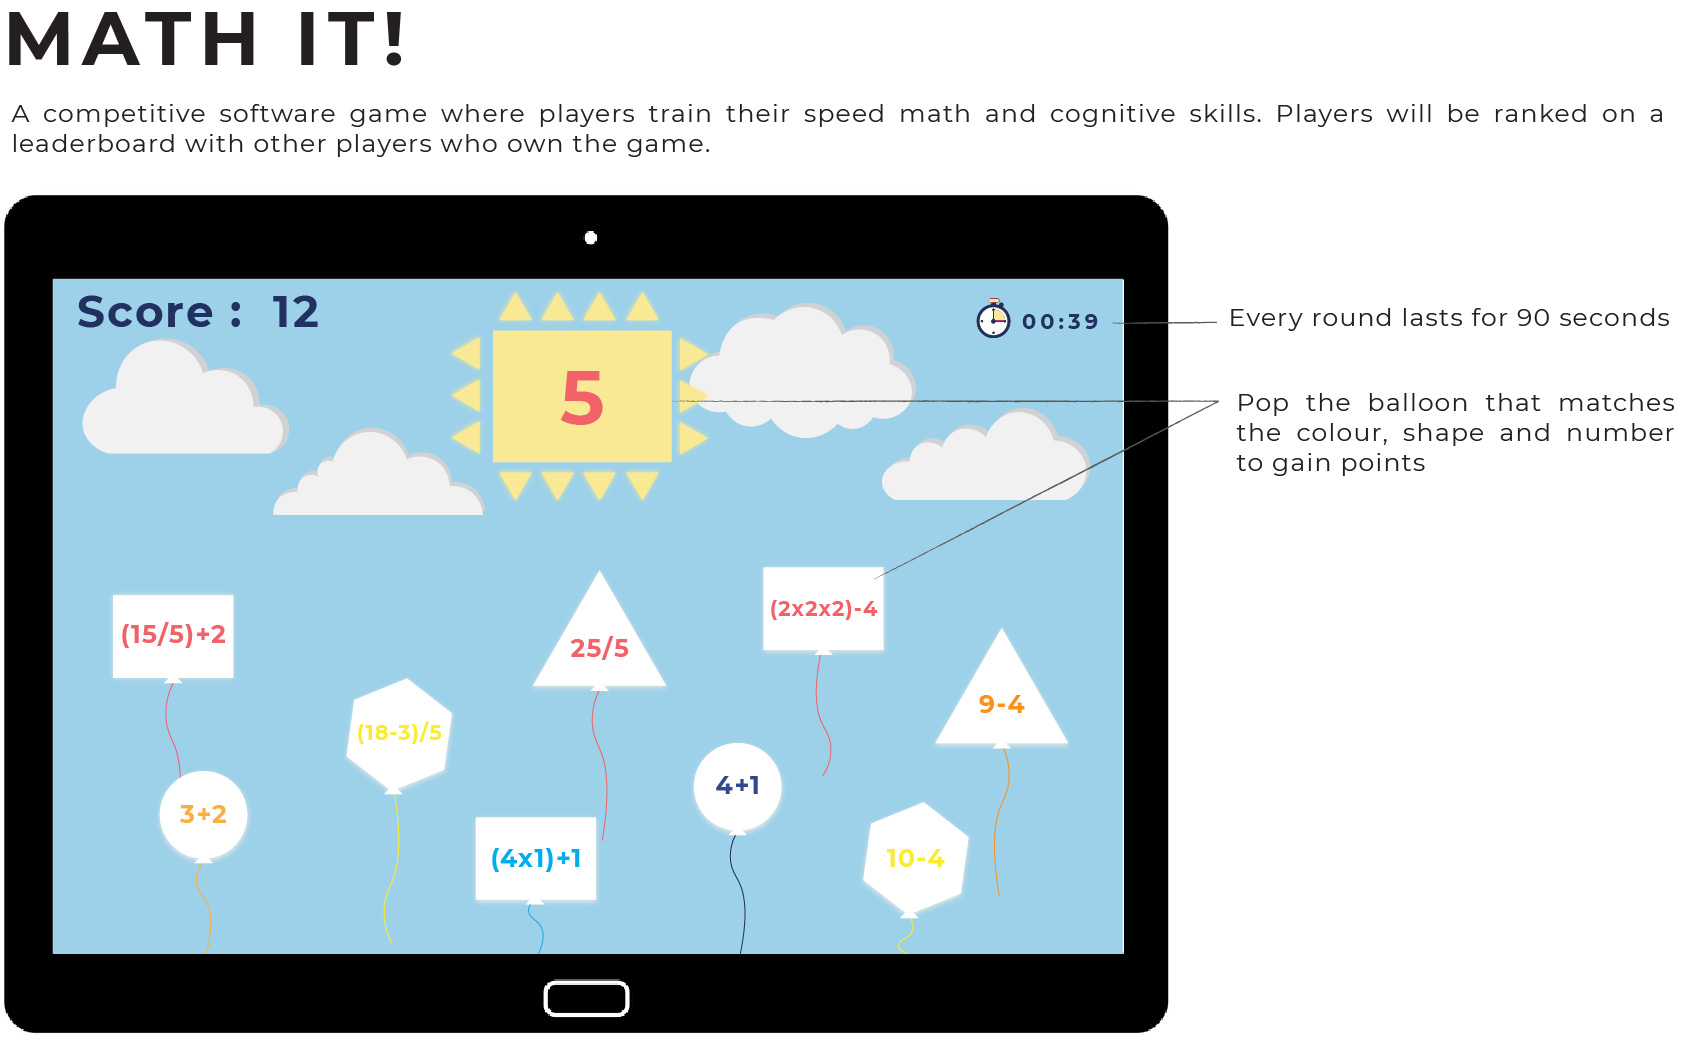 MATH IT!
A competitive software game where players train their speed math and cognitive skills. Players will be ranked on a
leaderboard with other players who own the game.
Score : 12
5
00:39
Every round lasts for 90 seconds
Pop the balloon that matches
the colour, shape and number
to gain points
(15/5)+2
25/5
(2x2x2)-4
9-4
(18-3)/5
3+2
4+1
(4x1)+1
10-4